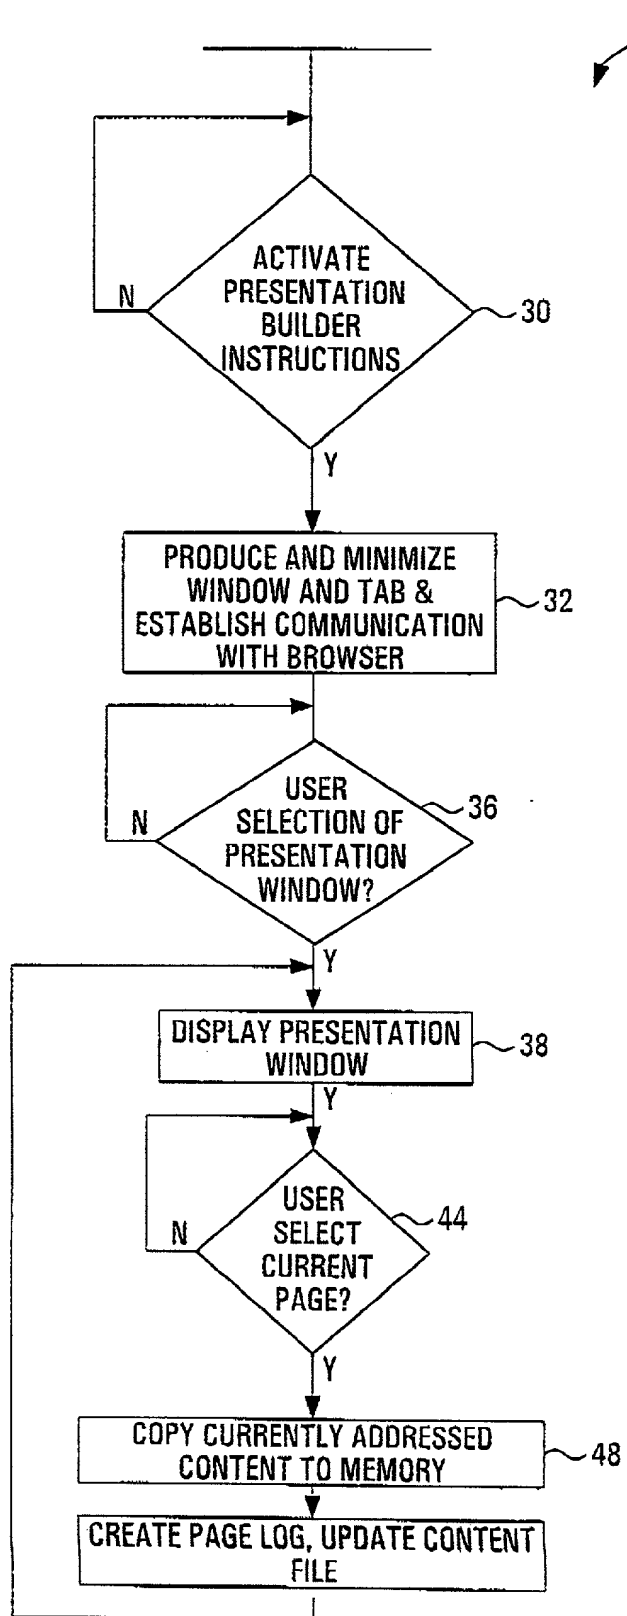 ACTIVATE
PRESENTATION
BUILDER
INSTRUCTIONS
N
30
Y
PRODUCE AND MINIMIZE
WINDOW AND TAB &
ESTABLISH COMMUNICATION
WITH BROWSER
32
USER
SELECTION OF
PRESENTATION
WINDOW?
36
N
Y
DISPLAY PRESENTATION
WINDOW
38
Y
USER
SELECT
CURRENT
PAGE?
44
N
Y
COPY CURRENTLY ADDRESSED
CONTENT TO MEMORY
48
CREATE PAGE LOG, UPDATE CONTENT
FILE